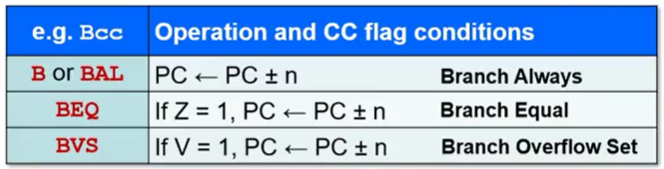 e.g. Bcc Operation and CC flag conditions
B or BAL PC ← PC ± n Branch Always
BEQ If Z = 1, PC ← PC ± n Branch Equal
BVS If V = 1, PC ← PC ± n Branch Overflow Set